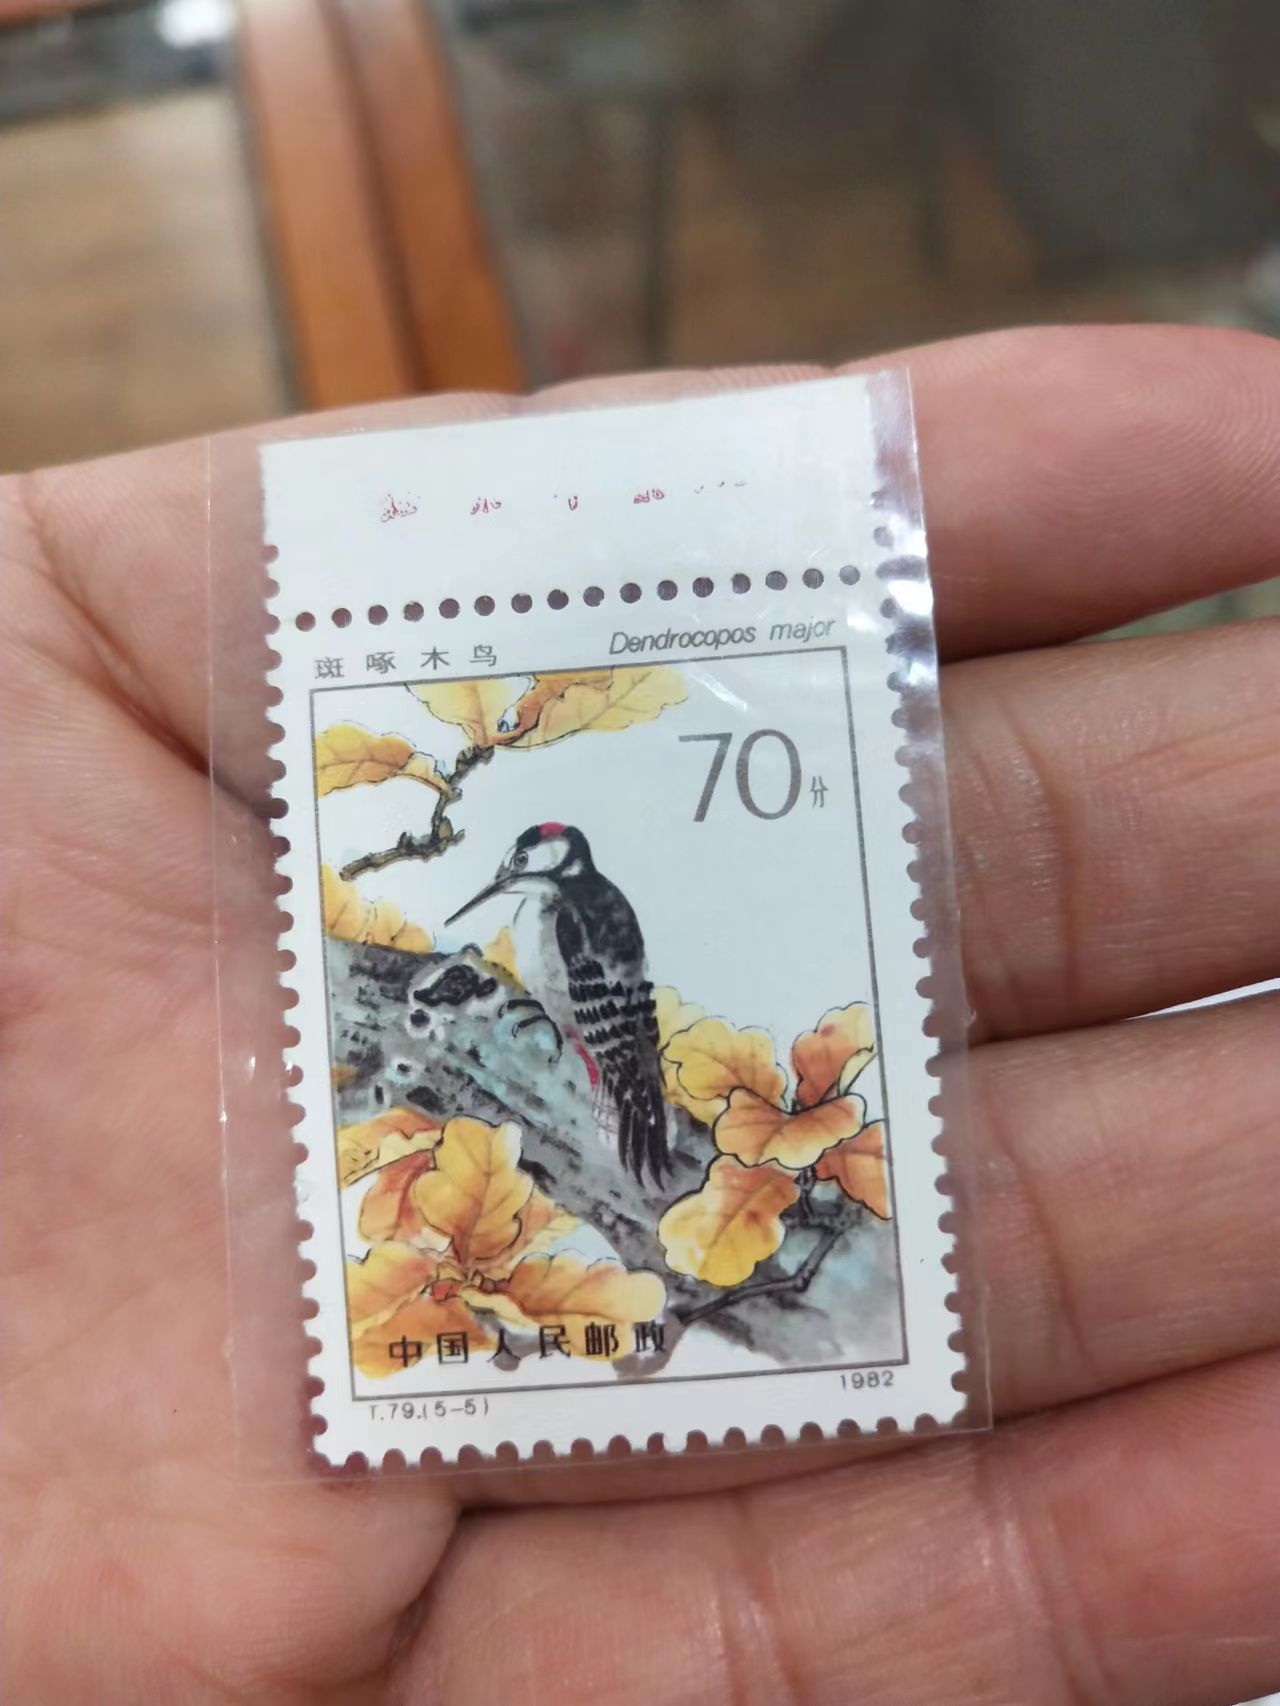 斑啄木鸟
Dendrocopos major
70分
中国人民邮政
T.79.(5-5)
1982